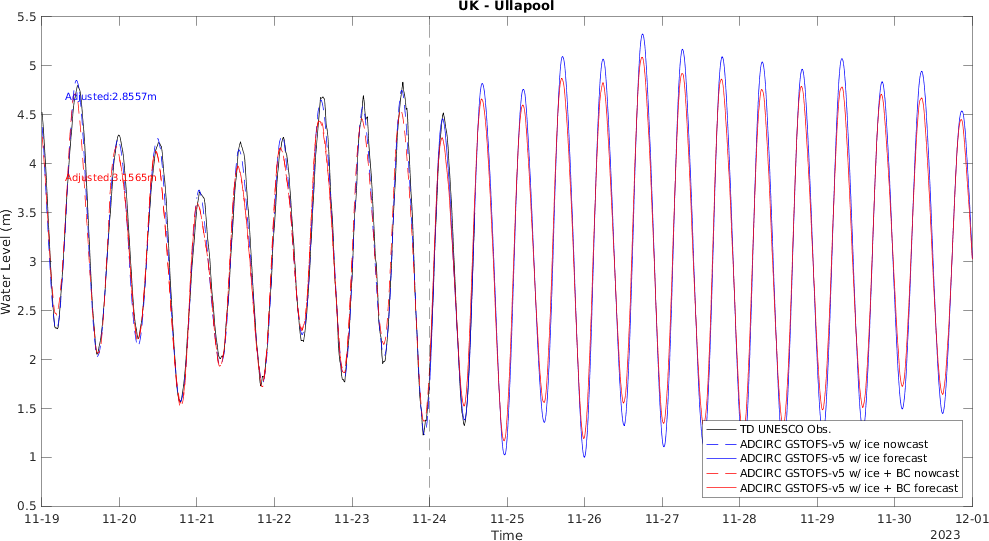 UK - Ullapool
5.5
5
4.5
4
3.5
3
2.5
2
1.5
1
0.5
Water Level (m)
Adjusted:2.8557m
Adjusted:3.1565m
TD UNESCO Obs.
ADCIRC GSTOFS-v5 w/ ice nowcast
ADCIRC GSTOFS-v5 w/ ice forecast
ADCIRC GSTOFS-v5 w/ ice + BC nowcast
ADCIRC GSTOFS-v5 w/ ice + BC forecast
11-19 11-20 11-21 11-22 11-23 11-24 11-25 11-26 11-27 11-28 11-29 11-30 12-01
Time
2023